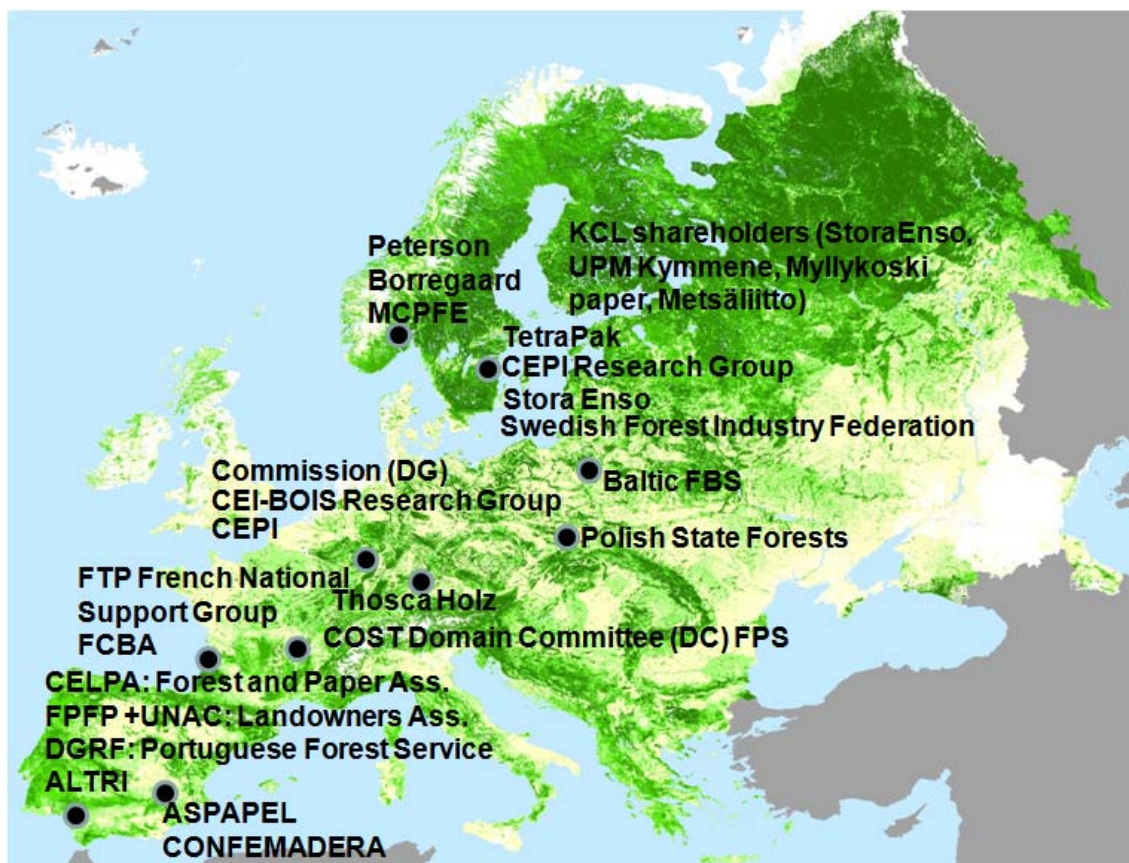 Peterson
Borregaard
MCPFE
KCL shareholders (StoraEnso,
UPM Kymmene, Myllykoski
paper, Metsäliitto)
TetraPak
CEPI Research Group
Stora Enso
Swedish Forest Industry Federation
Commission (DG)
CEI-BOIS Research Group
CEPI
Baltic FBS
Polish State Forests
FTP French National
Support Group
FCBA
Thosca Holz
COST Domain Committee (DC) FPS
CELPA: Forest and Paper Ass.
FPFP +UNAC: Landowners Ass.
DGRF: Portuguese Forest Service
ALTRI
ASPAPEL
CONFEMADERA